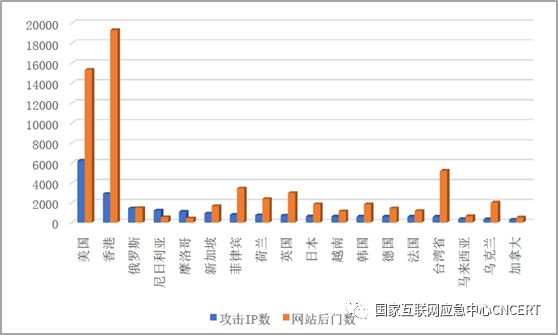 20000
18000
16000
14000
12000
10000
8000
6000
4000
2000
0
美国
香港
俄罗斯
尼日利亚
摩洛哥
新加坡
菲律宾
荷兰
英国
日本
越南
韩国
德国
法国
台湾省
马来西亚
乌克兰
加拿大
攻击IP数 网站后门数
国家互联网应急中心CNCERT